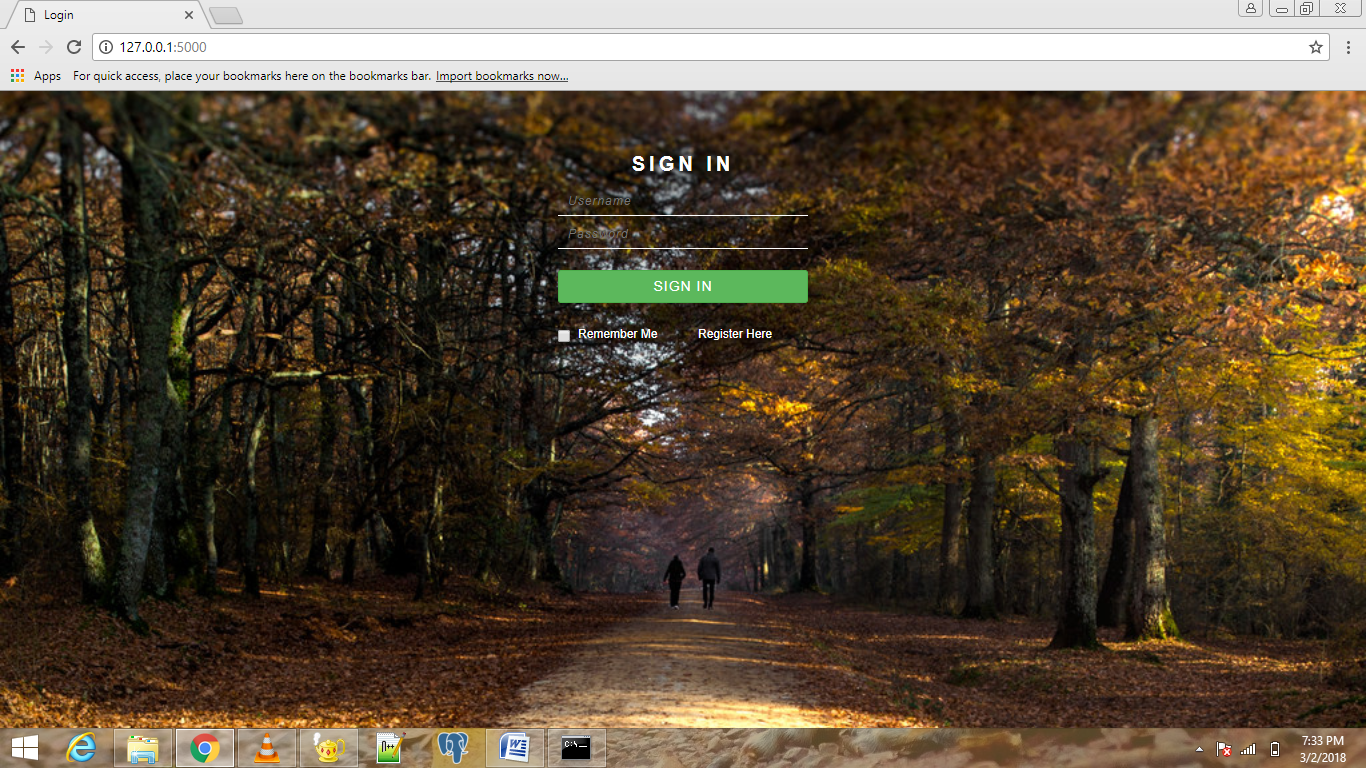 Login
127.0.0.1:5000
Apps For quick access, place your bookmarks here on the bookmarks bar. Import bookmarks now...
SIGN IN
Username
Password
SIGN IN
Remember Me Register Here
7:33 PM
3/2/2018